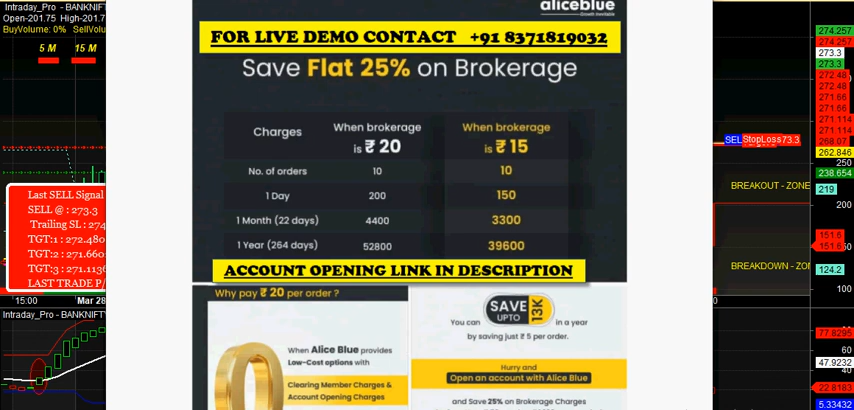 Intraday_Pro - BANKNIFT
Open-201.75 High-201.7
BuyVolume: 0% SellVolu
5 M 15 M
Last SELL Signal
SELL @ : 273.3
Trailing SL : 274
TGT:1 : 272.480
TGT:2 : 271.660
TGT:3 : 271.1136
LAST TRADE P/
15:00 Mar 28
Intraday_Pro - BANKNIFTY
aliceblue
FOR LIVE DEMO CONTACT +91 8371819032
Save Flat 25% on Brokerage
Charges When brokerage is ₹ 20 When brokerage is ₹ 15
No. of orders 10 10
1 Day 200 150
1 Month (22 days) 4400 3300
1 Year (264 days) 52800 39600
ACCOUNT OPENING LINK IN DESCRIPTION
Why pay ₹ 20 per order ?
When Alice Blue provides
Low-Cost options with
Clearing Member Charges &
Account Opening Charges
SAVE UPTO 13K
You can in a year
by saving just ₹ 5 per order.
Hurry and
Open an account with Alice Blue
and Save 25% on Brokerage Charges
SEL StopLoss 73.3
BREAKOUT - ZONE
BREAKDOWN - ZON
274.257
274.257
273.3
273.3
272.48
272.48
271.66
271.66
271.114
271.114
268.07
262.846
250
238.654
219
200
151.6
151.6
124.2
100
77.8295
60
47.9232
40
22.8183
5.33432